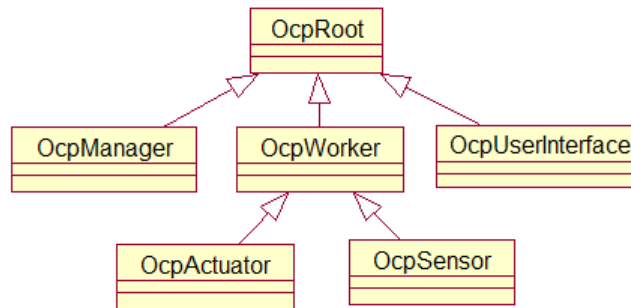 OcpRoot
OcpManager
OcpWorker
OcpUserInterface
OcpActuator
OcpSensor